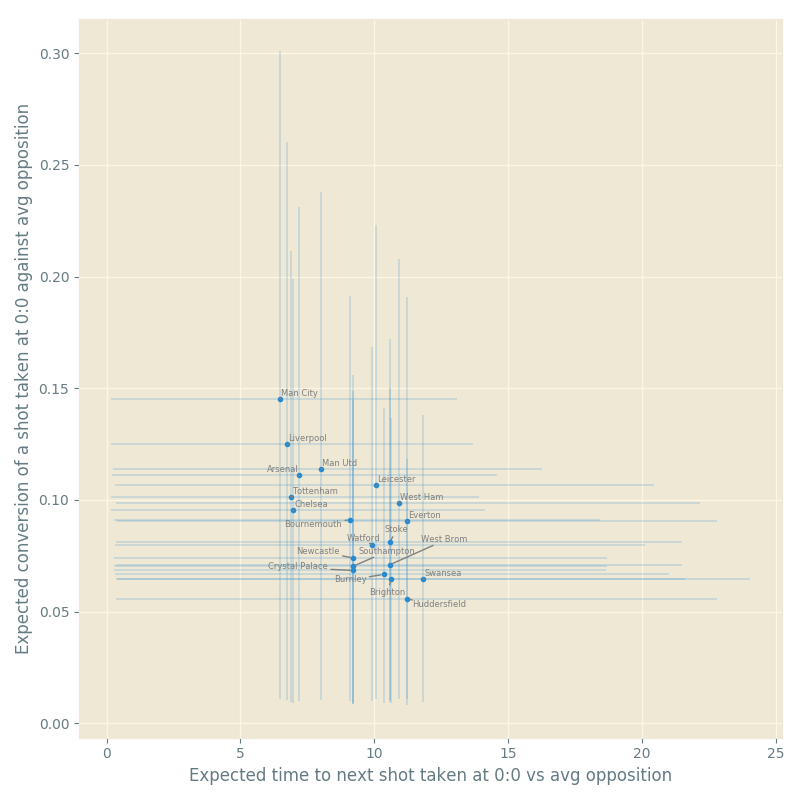 0.30
0.25
0.20
0.15
0.10
0.05
0.00
Expected conversion of a shot taken at 0:0 against avg opposition
Man City
Liverpool
Man Utd
Arsenal
Leicester
Tottenham
West Ham
Chelsea
Everton
Bournemouth
Stoke
Watford
West Brom
Newcastle
Southampton
Crystal Palace
Burnley
Swansea
Brighton
Huddersfield
0
5
10
15
20
25
Expected time to next shot taken at 0:0 vs avg opposition